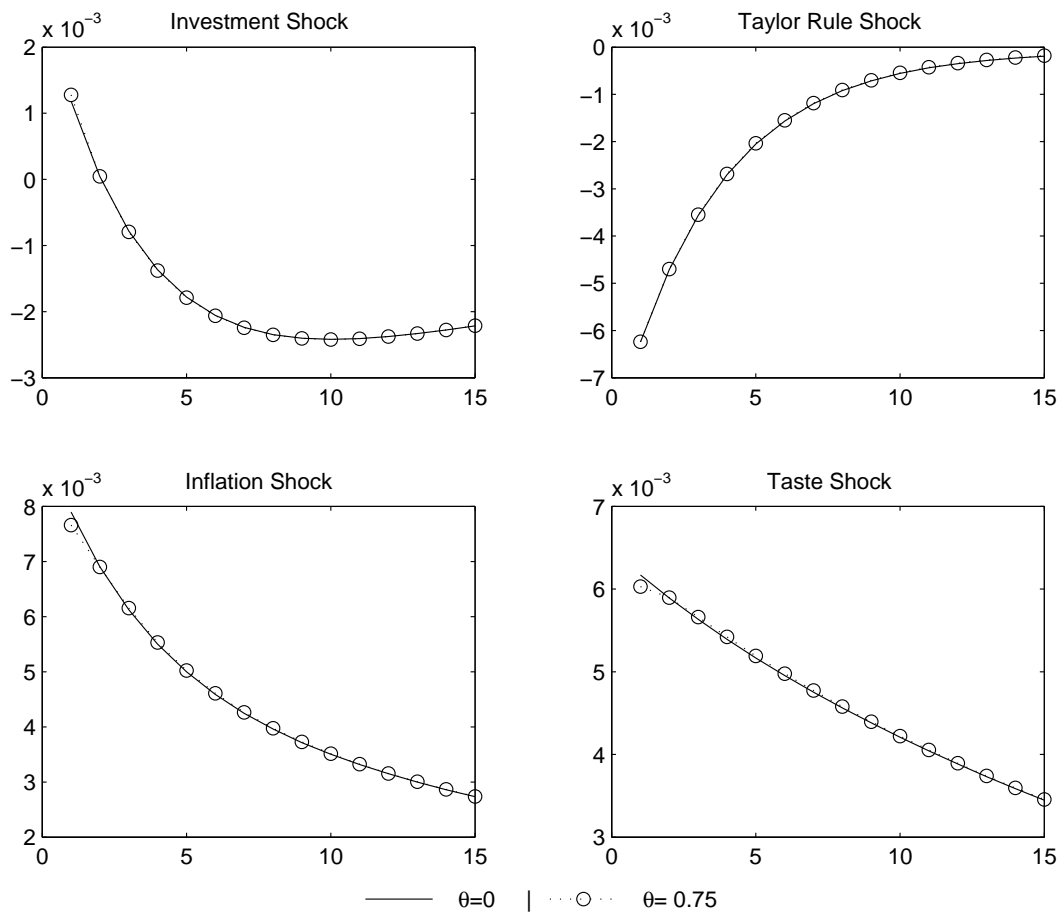 Investment Shock
x 10⁻³
2
1
0
−1
−2
−3
0 5 10 15
Taylor Rule Shock
x 10⁻³
0
−1
−2
−3
−4
−5
−6
−7
0 5 10 15
Inflation Shock
x 10⁻³
8
7
6
5
4
3
2
0 5 10 15
Taste Shock
x 10⁻³
7
6
5
4
3
0 5 10 15
θ=0 | θ= 0.75